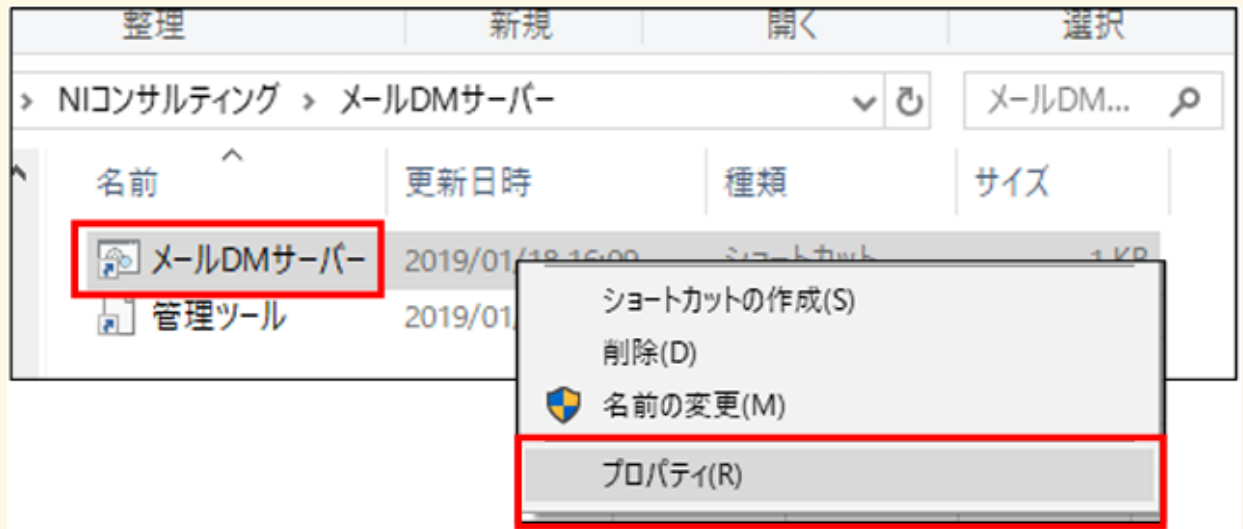 整理 新規 開く 選択
> NIコンサルティング > メールDMサーバー メールDM...
名前 更新日時 種類 サイズ
メールDMサーバー 2019/01/18 16:09 ショートカット 1 KB
管理ツール 2019/01/
ショートカットの作成(S)
削除(D)
名前の変更(M)
プロパティ(R)